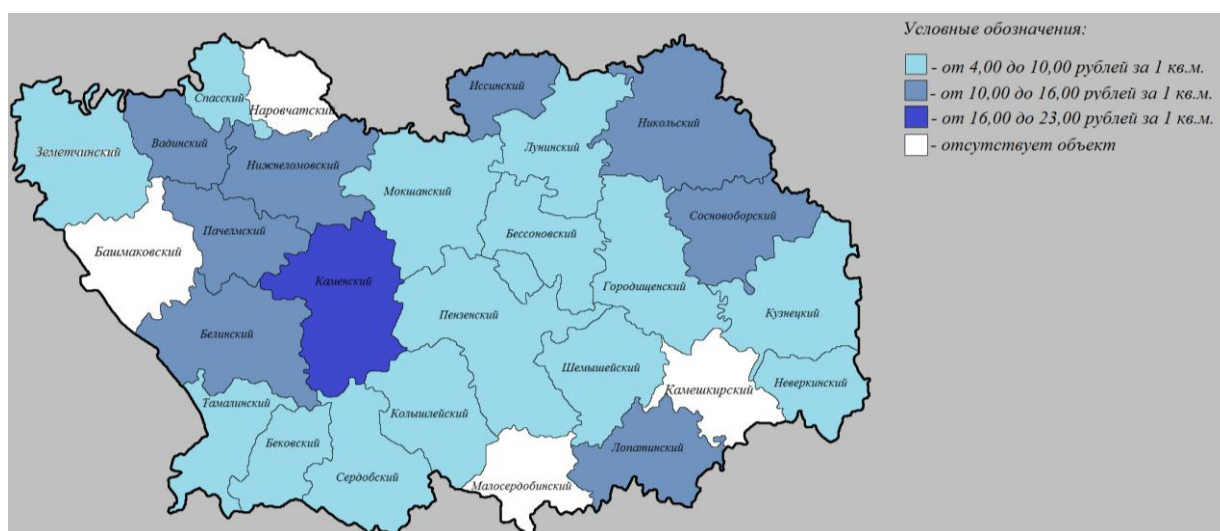 Условные обозначения:
- от 4,00 до 10,00 рублей за 1 кв.м.
- от 10,00 до 16,00 рублей за 1 кв.м.
- от 16,00 до 23,00 рублей за 1 кв.м.
- отсутствует объект
Спасский
Наровчатский
Иссинский
Никольский
Земетчинский
Вадинский
Нижнеломовский
Лунинский
Мокшанский
Сосновоборский
Пачелмский
Бессоновский
Башмаковский
Каменский
Городищенский
Пензенский
Кузнецкий
Белинский
Шемышейский
Камешкирский
Неверкинский
Тамалинский
Колышлейский
Бековский
Лопатинский
Сердобский
Малосердобинский